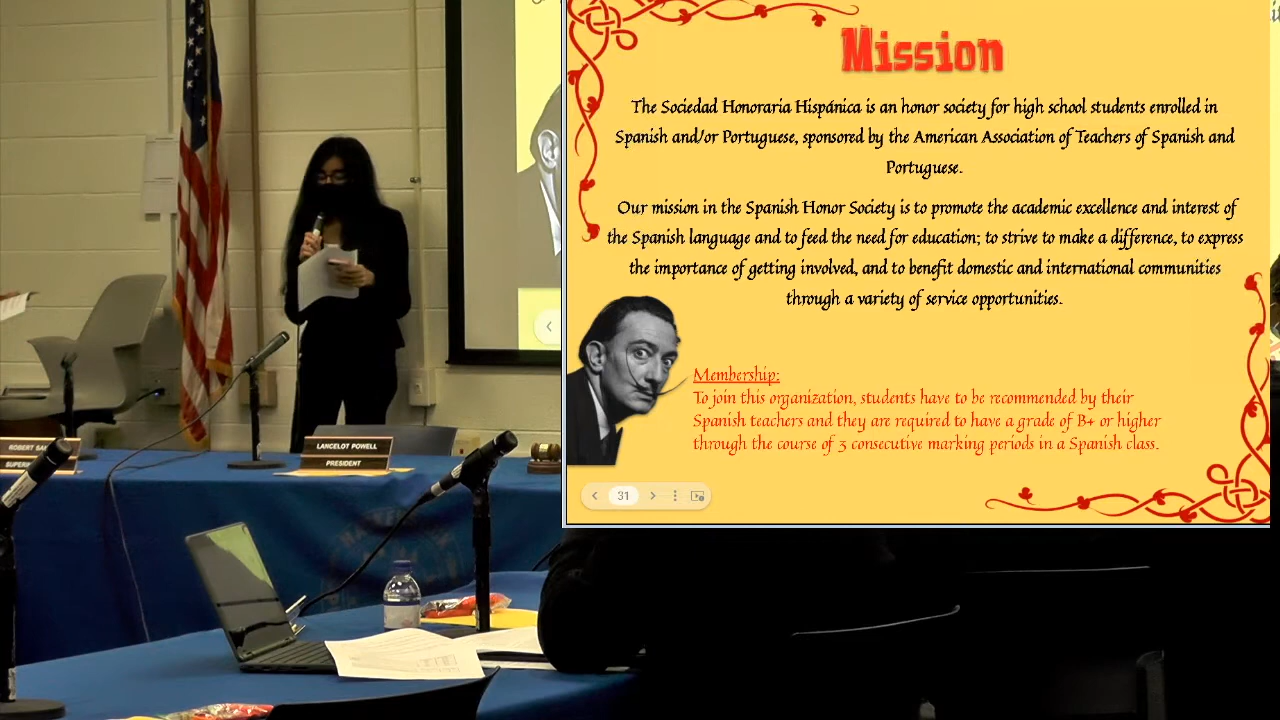 Mission
The Sociedad Honoraria Hispánica is an honor society for high school students enrolled in
Spanish and/or Portuguese, sponsored by the American Association of Teachers of Spanish and
Portuguese.
Our mission in the Spanish Honor Society is to promote the academic excellence and interest of
the Spanish language and to feed the need for education; to strive to make a difference, to express
the importance of getting involved, and to benefit domestic and international communities
through a variety of service opportunities.
Membership:
To join this organization, students have to be recommended by their
Spanish teachers and they are required to have a grade of B+ or higher
through the course of 3 consecutive marking periods in a Spanish class.
31
ROBERT
LANCELOT POWELL
PRESIDENT